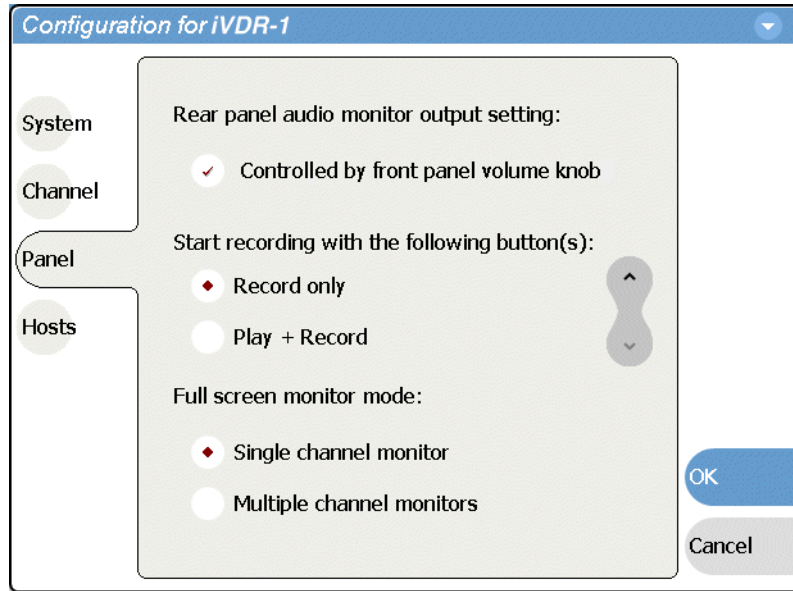 Configuration for iVDR-1
System
Channel
Panel
Hosts
Rear panel audio monitor output setting:
Controlled by front panel volume knob
Start recording with the following button(s):
Record only
Play + Record
Full screen monitor mode:
Single channel monitor
Multiple channel monitors
OK
Cancel